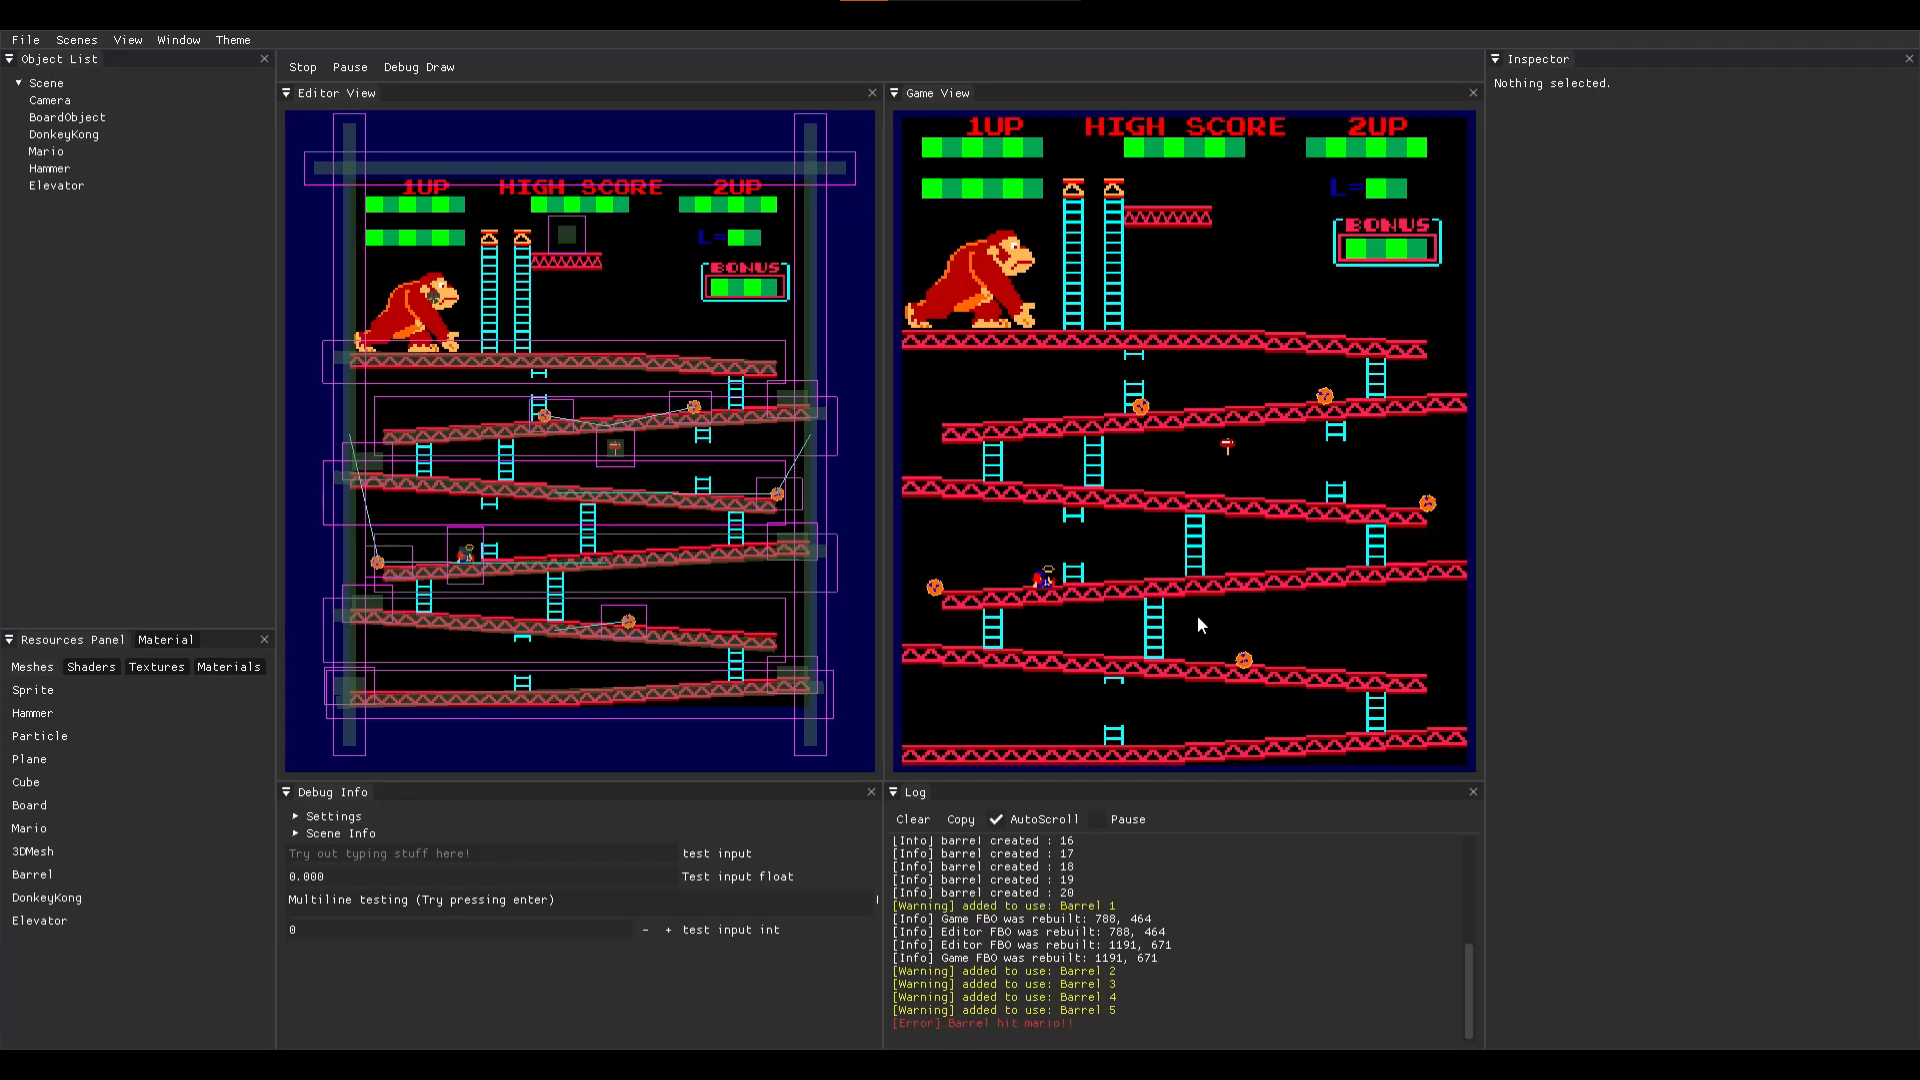 File Scenes View Window Theme
Object List
Scene
Camera
BoardObject
DonkeyKong
Mario
Hammer
Elevator
Stop Pause Debug Draw
Editor View
1UP HIGH SCORE 2UP
L=
BONUS
Game View
1UP HIGH SCORE 2UP
L=
BONUS
Inspector
Nothing selected.
Resources Panel Material
Meshes Shaders Textures Materials
Sprite
Hammer
Particle
Plane
Cube
Board
Mario
3DMesh
Barrel
DonkeyKong
Elevator
Debug Info
Settings
Scene Info
Try out typing stuff here! test input
0.000 Test input float
Multiline testing (Try pressing enter)
0 - + test input int
Log
Clear Copy AutoScroll Pause
[Info] barrel created : 16
[Info] barrel created : 17
[Info] barrel created : 18
[Info] barrel created : 19
[Info] barrel created : 20
[Warning] added to use: Barrel 1
[Info] Game FBO was rebuilt: 788, 464
[Info] Editor FBO was rebuilt: 788, 464
[Info] Editor FBO was rebuilt: 1191, 671
[Info] Game FBO was rebuilt: 1191, 671
[Warning] added to use: Barrel 2
[Warning] added to use: Barrel 3
[Warning] added to use: Barrel 4
[Warning] added to use: Barrel 5
[Error] Barrel hit mario!!